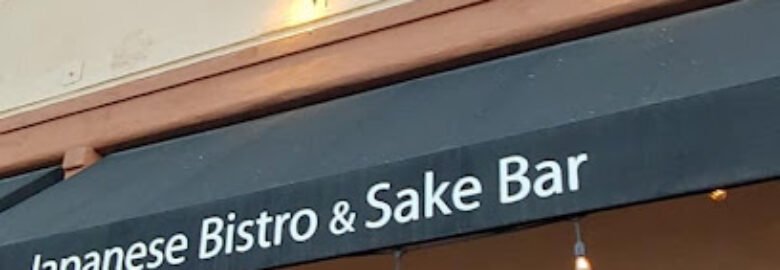 Japanese Bistro & Sake Bar